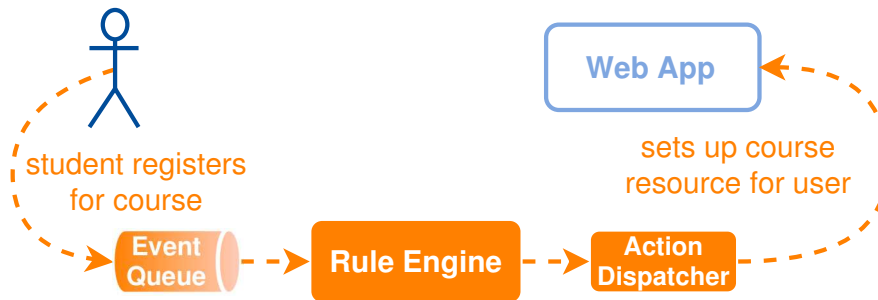 Web App
student registers
for course
sets up course
resource for user
Event
Queue
Rule Engine
Action
Dispatcher